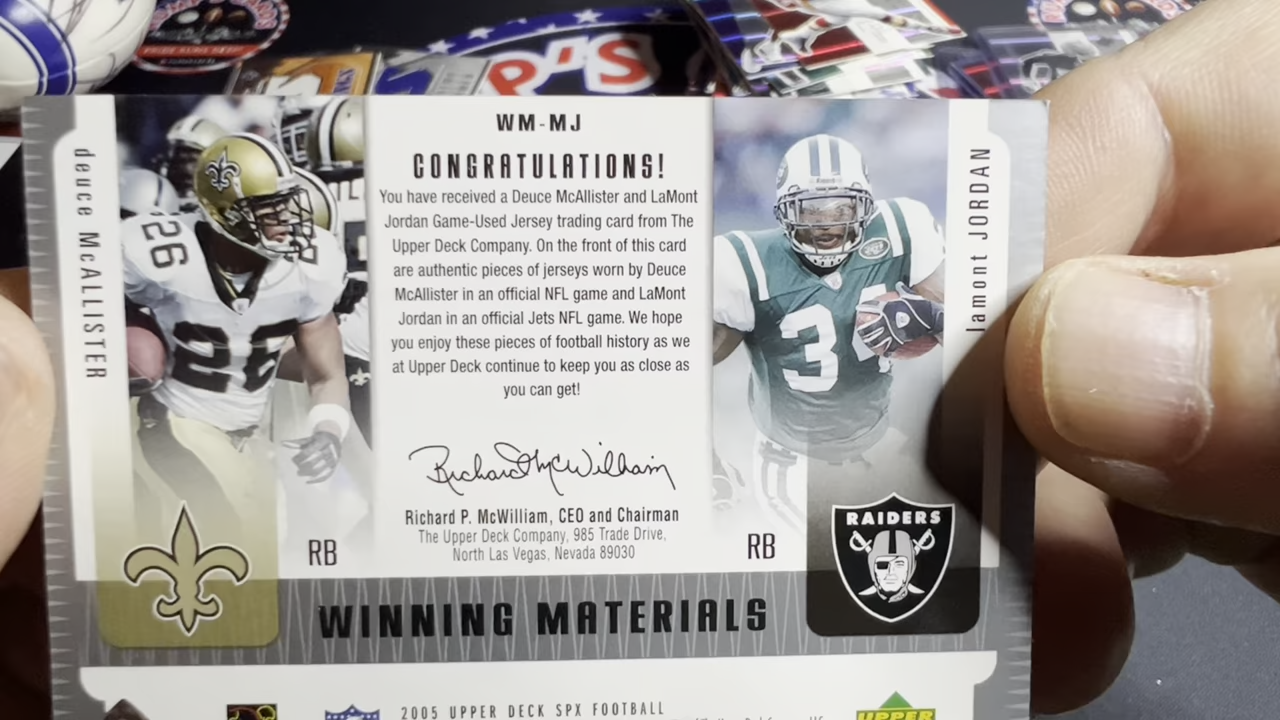 P'S
WM-MJ
CONGRATULATIONS!
You have received a Deuce McAllister and LaMont
Jordan Game-Used Jersey trading card from The
Upper Deck Company. On the front of this card
are authentic pieces of jerseys worn by Deuce
McAllister in an official NFL game and LaMont
Jordan in an official Jets NFL game. We hope
you enjoy these pieces of football history as we
at Upper Deck continue to keep you as close as
you can get!
Richard McWilliam
Richard P. McWilliam, CEO and Chairman
The Upper Deck Company, 985 Trade Drive,
North Las Vegas, Nevada 89030
deuce McALLISTER
26
26
RB
lamont JORDAN
34
RB
RAIDERS
WINNING MATERIALS
2005 UPPER DECK SPX FOOTBALL
UPPER